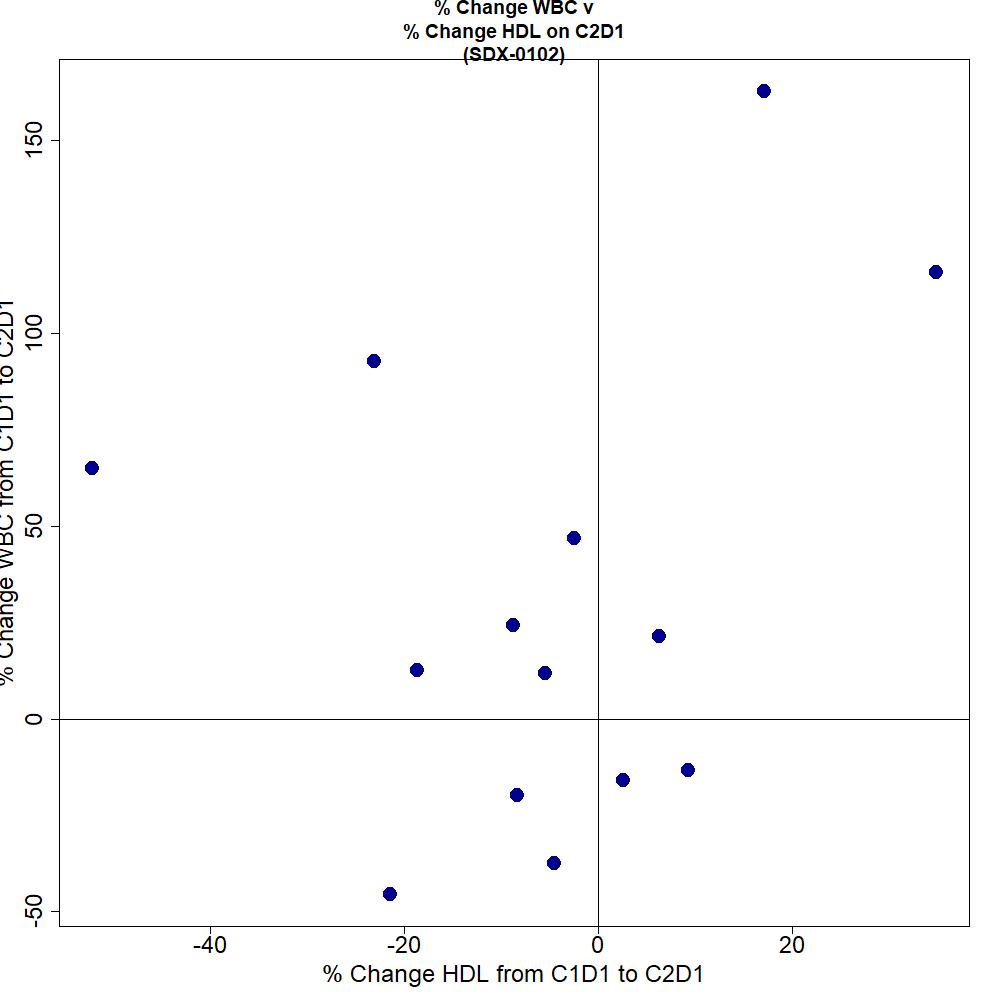 % Change WBC v
% Change HDL on C2D1
(SDX-0102)
% Change WBC from C1D1 to C2D1
150
100
50
0
-50
-40
-20
0
20
% Change HDL from C1D1 to C2D1